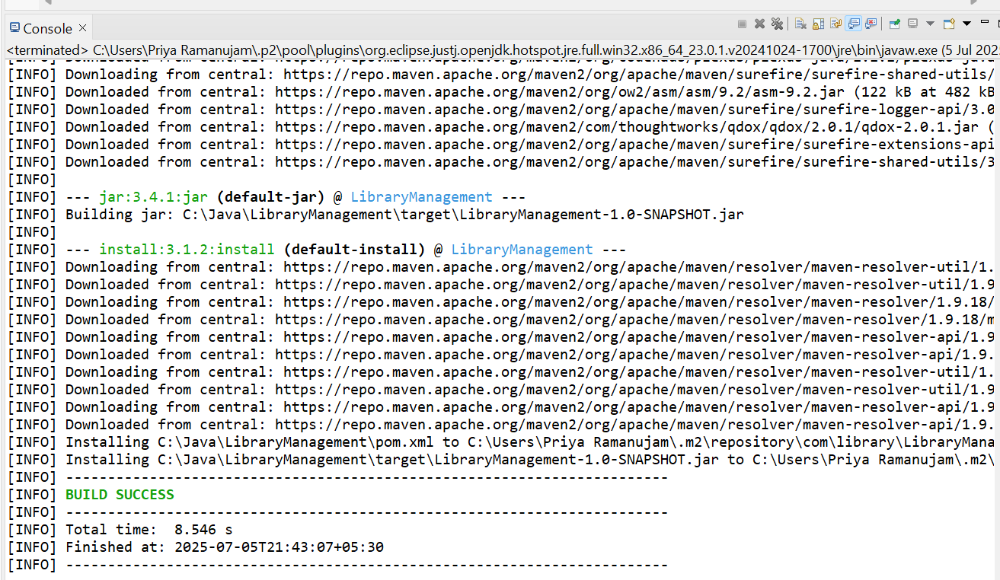 Console
<terminated> C:\Users\Priya Ramanujam\.p2\pool\plugins\org.eclipse.justj.openjdk.hotspot.jre.full.win32.x86_64_23.0.1.v20241024-1700\jre\bin\javaw.exe (5 Jul 202
[INFO] Downloading from central: https://repo.maven.apache.org/maven2/org/apache/maven/surefire/surefire-shared-utils/
[INFO] Downloaded from central: https://repo.maven.apache.org/maven2/org/ow2/asm/asm/9.2/asm-9.2.jar (122 kB at 482 kB
[INFO] Downloaded from central: https://repo.maven.apache.org/maven2/org/apache/maven/surefire/surefire-logger-api/3.0
[INFO] Downloaded from central: https://repo.maven.apache.org/maven2/com/thoughtworks/qdox/qdox/2.0.1/qdox-2.0.1.jar (
[INFO] Downloaded from central: https://repo.maven.apache.org/maven2/org/apache/maven/surefire/surefire-extensions-api
[INFO] Downloaded from central: https://repo.maven.apache.org/maven2/org/apache/maven/surefire/surefire-shared-utils/3
[INFO]
[INFO] --- jar:3.4.1:jar (default-jar) @ LibraryManagement ---
[INFO] Building jar: C:\Java\LibraryManagement\target\LibraryManagement-1.0-SNAPSHOT.jar
[INFO]
[INFO] --- install:3.1.2:install (default-install) @ LibraryManagement ---
[INFO] Downloading from central: https://repo.maven.apache.org/maven2/org/apache/maven/resolver/maven-resolver-util/1.
[INFO] Downloaded from central: https://repo.maven.apache.org/maven2/org/apache/maven/resolver/maven-resolver-util/1.9
[INFO] Downloading from central: https://repo.maven.apache.org/maven2/org/apache/maven/resolver/maven-resolver/1.9.18/
[INFO] Downloaded from central: https://repo.maven.apache.org/maven2/org/apache/maven/resolver/maven-resolver/1.9.18/m
[INFO] Downloading from central: https://repo.maven.apache.org/maven2/org/apache/maven/resolver/maven-resolver-api/1.9
[INFO] Downloaded from central: https://repo.maven.apache.org/maven2/org/apache/maven/resolver/maven-resolver-api/1.9.
[INFO] Downloading from central: https://repo.maven.apache.org/maven2/org/apache/maven/resolver/maven-resolver-util/1.
[INFO] Downloaded from central: https://repo.maven.apache.org/maven2/org/apache/maven/resolver/maven-resolver-util/1.9
[INFO] Downloading from central: https://repo.maven.apache.org/maven2/org/apache/maven/resolver/maven-resolver-api/1.9
[INFO] Downloaded from central: https://repo.maven.apache.org/maven2/org/apache/maven/resolver/maven-resolver-api/1.9.
[INFO] Installing C:\Java\LibraryManagement\pom.xml to C:\Users\Priya Ramanujam\.m2\repository\com\library\LibraryMana
[INFO] Installing C:\Java\LibraryManagement\target\LibraryManagement-1.0-SNAPSHOT.jar to C:\Users\Priya Ramanujam\.m2\
[INFO] ------------------------------------------------------------------------
[INFO] BUILD SUCCESS
[INFO] ------------------------------------------------------------------------
[INFO] Total time:  8.546 s
[INFO] Finished at: 2025-07-05T21:43:07+05:30
[INFO] ------------------------------------------------------------------------